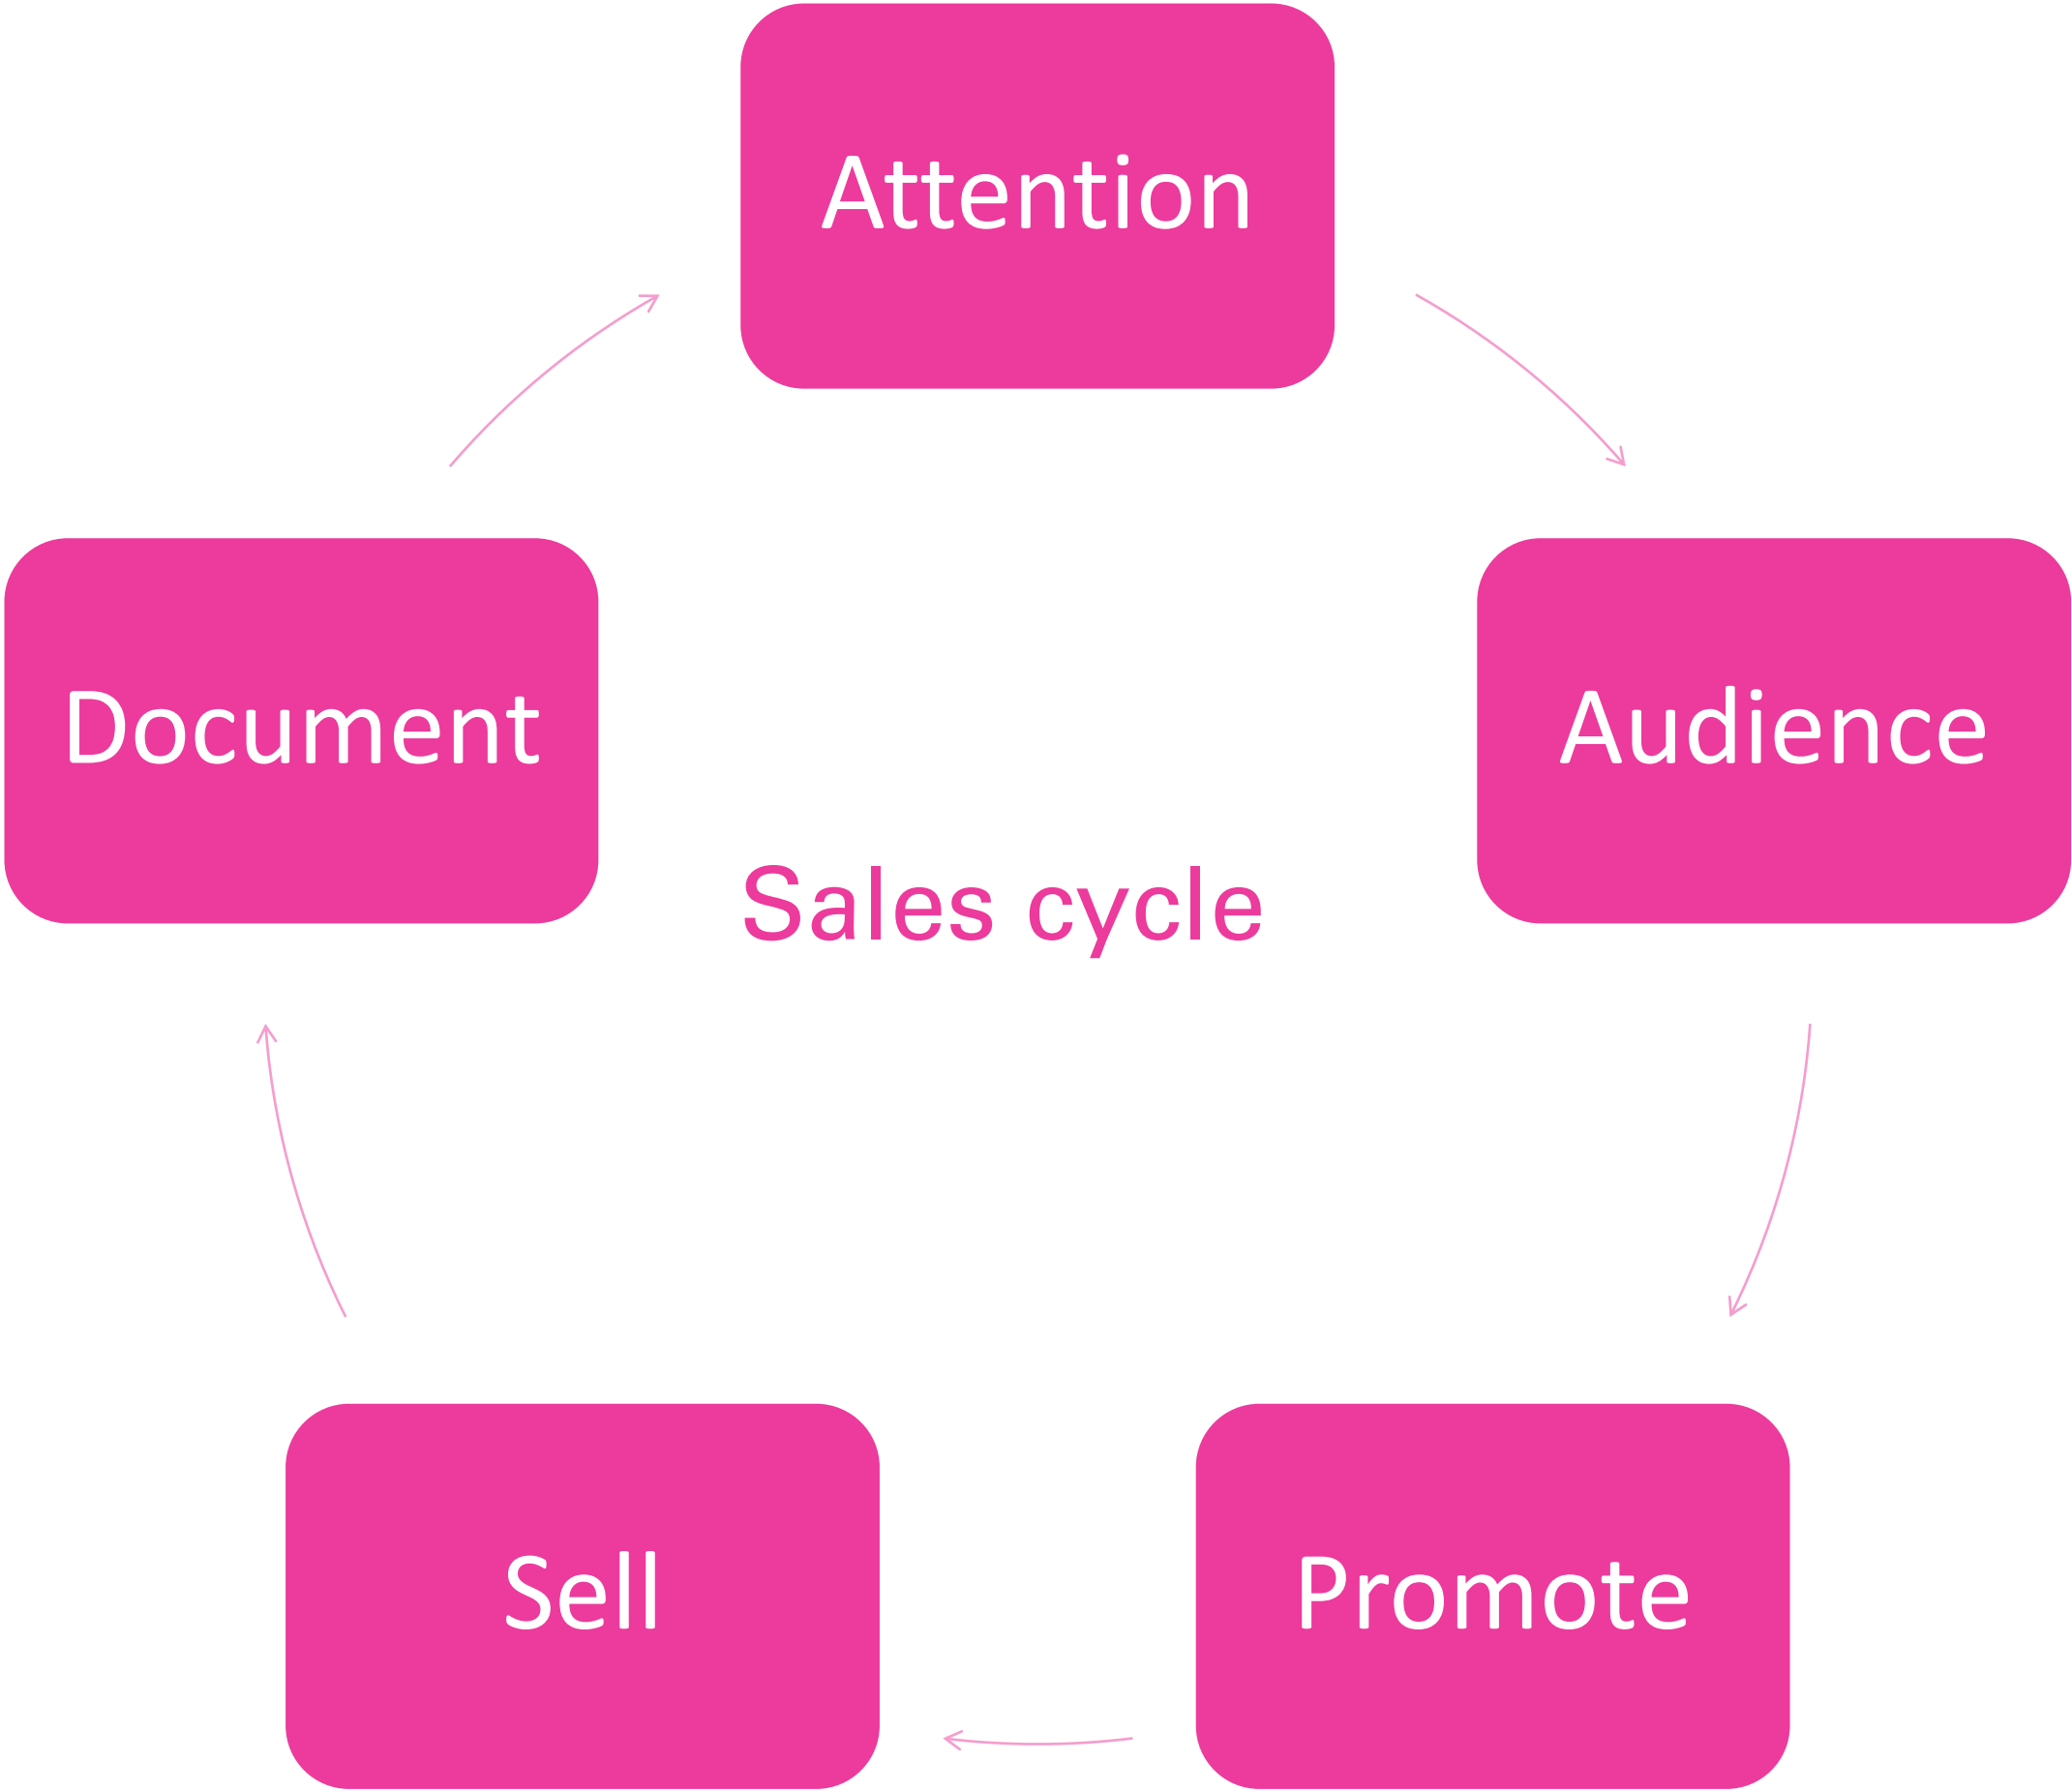 Attention
Audience
Promote
Sell
Document
Sales cycle